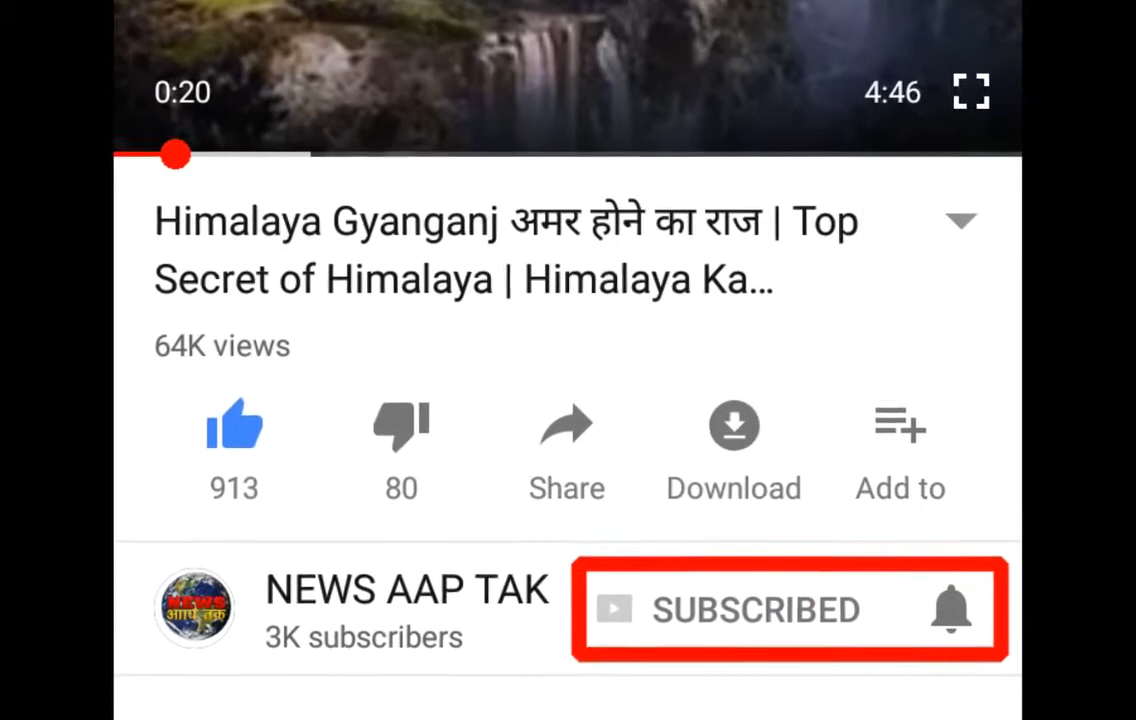 0:20
4:46
Himalaya Gyanganj अमर होने का राज | Top
Secret of Himalaya | Himalaya Ka...
64K views
913
80
Share
Download
Add to
NEWS AAP TAK
3K subscribers
SUBSCRIBED
NEWS